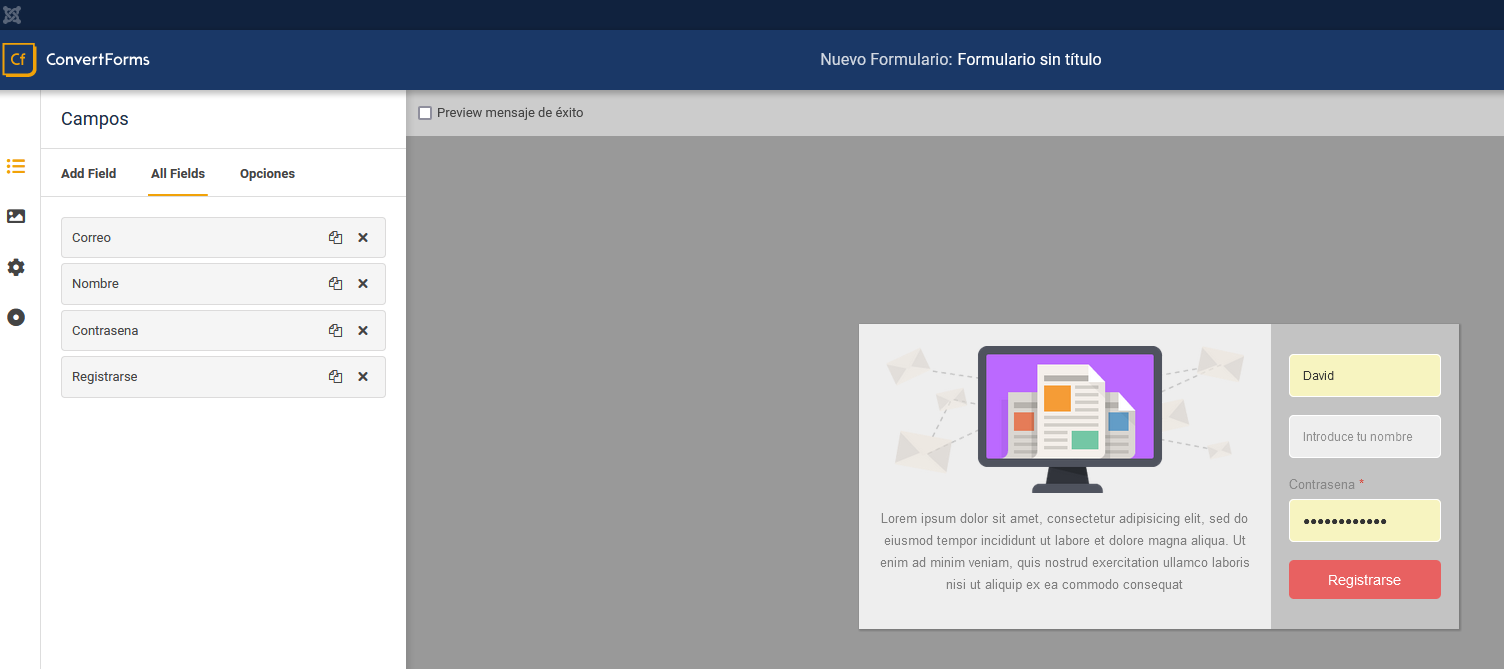 Cf ConvertForms
Nuevo Formulario: Formulario sin título
Campos
Add Field All Fields Opciones
Correo
Nombre
Contrasena
Registrarse
Preview mensaje de éxito
Lorem ipsum dolor sit amet, consectetur adipisicing elit, sed do
eiusmod tempor incididunt ut labore et dolore magna aliqua. Ut
enim ad minim veniam, quis nostrud exercitation ullamco laboris
nisi ut aliquip ex ea commodo consequat
David
Introduce tu nombre
Contrasena *
••••••••••••
Registrarse